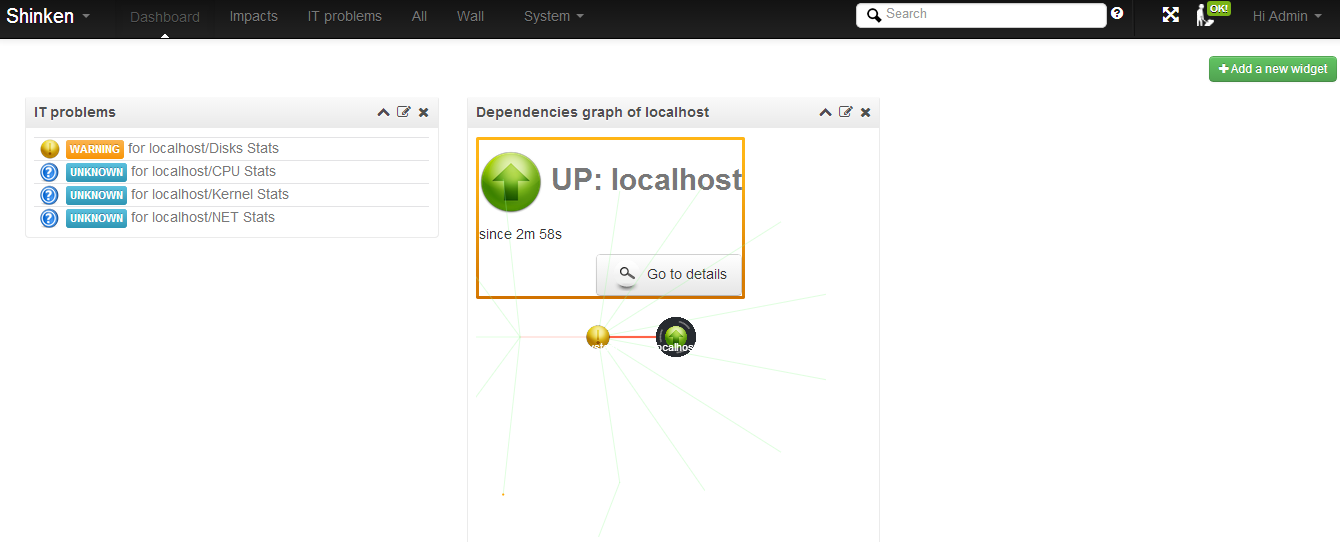 Shinken Dashboard Impacts IT problems All Wall System Search OK! Hi Admin
Add a new widget
IT problems
WARNING for localhost/Disks Stats
UNKNOWN for localhost/CPU Stats
UNKNOWN for localhost/Kernel Stats
UNKNOWN for localhost/NET Stats
Dependencies graph of localhost
UP: localhost
since 2m 58s
Go to details